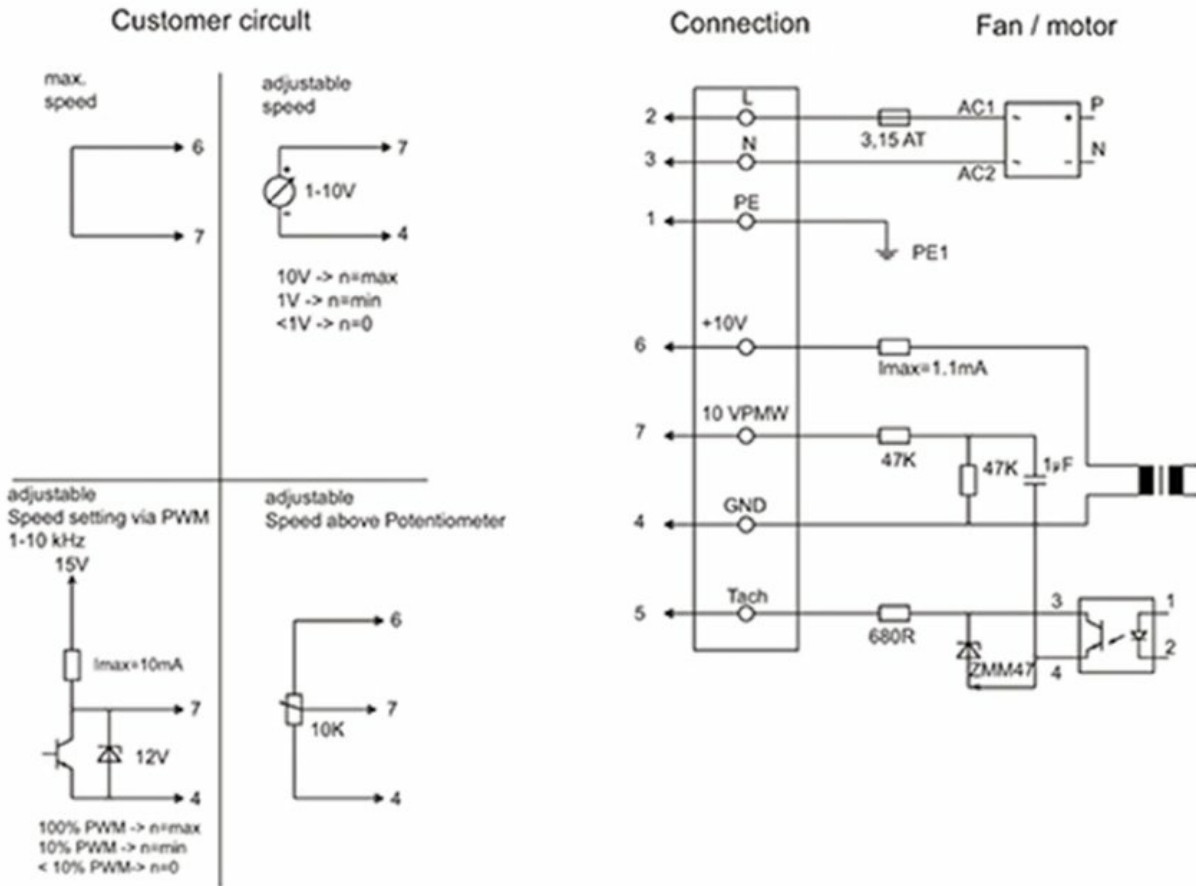 Customer circuit
Connection
Fan / motor
max.
speed
6
7
adjustable
speed
7
1-10V
4
10V -> n=max
1V -> n=min
<1V -> n=0
adjustable
Speed setting via PWM
1-10 kHz
15V
Imax=10mA
7
12V
4
100% PWM -> n=max
10% PWM -> n=min
< 10% PWM-> n=0
adjustable
Speed above Potentiometer
6
7
10K
4
2
L
3,15 AT
AC1
P
3
N
AC2
N
1
PE
PE1
6
+10V
Imax=1.1mA
7
10 VPMW
47K
47K
1µF
4
GND
5
Tach
680R
ZMM47
3
4
1
2